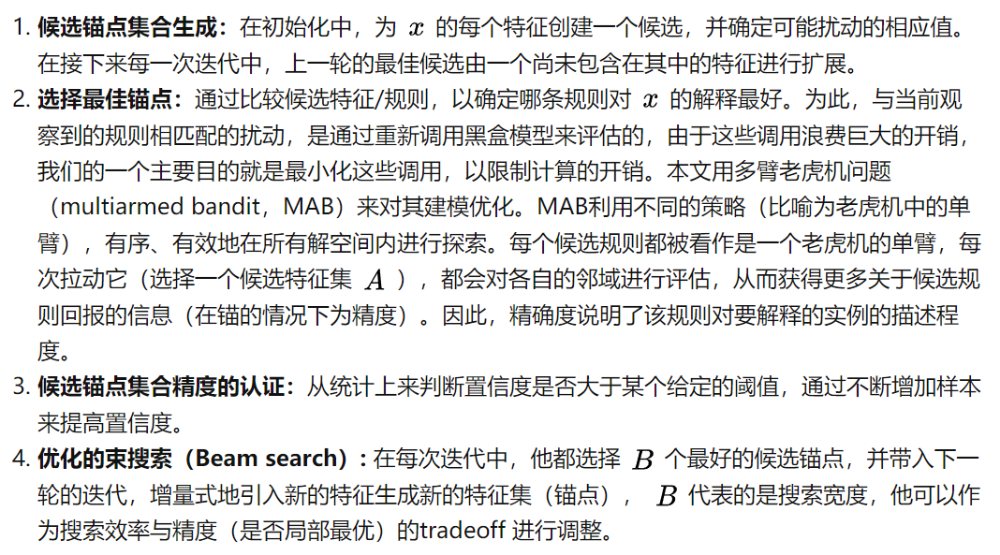 1. 候选锚点集合生成：在初始化中，为 x 的每个特征创建一个候选，并确定可能扰动的相应值。
在接下来每一次迭代中，上一轮的最佳候选由一个尚未包含在其中的特征进行扩展。
2. 选择最佳锚点：通过比较候选特征/规则，以确定哪条规则对 x 的解释最好。为此，与当前观
察到的规则相匹配的扰动，是通过重新调用黑盒模型来评估的，由于这些调用浪费巨大的开销，
我们的一个主要目的就是最小化这些调用，以限制计算的开销。本文用多臂老虎机问题
（multiarmed bandit，MAB）来对其建模优化。MAB利用不同的策略（比喻为老虎机中的单
臂），有序、有效地在所有解空间内进行探索。每个候选规则都被看作是一个老虎机的单臂，每
次拉动它（选择一个候选特征集 A ），都会对各自的邻域进行评估，从而获得更多关于候选规
则回报的信息（在锚的情况下为精度）。因此，精确度说明了该规则对要解释的实例的描述程
度。
3. 候选锚点集合精度的认证：从统计上来判断置信度是否大于某个给定的阈值，通过不断增加样本
来提高置信度。
4. 优化的束搜索（Beam search）：在每次迭代中，他都选择 B 个最好的候选锚点，并带入下一
轮的迭代，增量式地引入新的特征生成新的特征集（锚点）， B 代表的是搜索宽度，他可以作
为搜索效率与精度（是否局部最优）的tradeoff 进行调整。